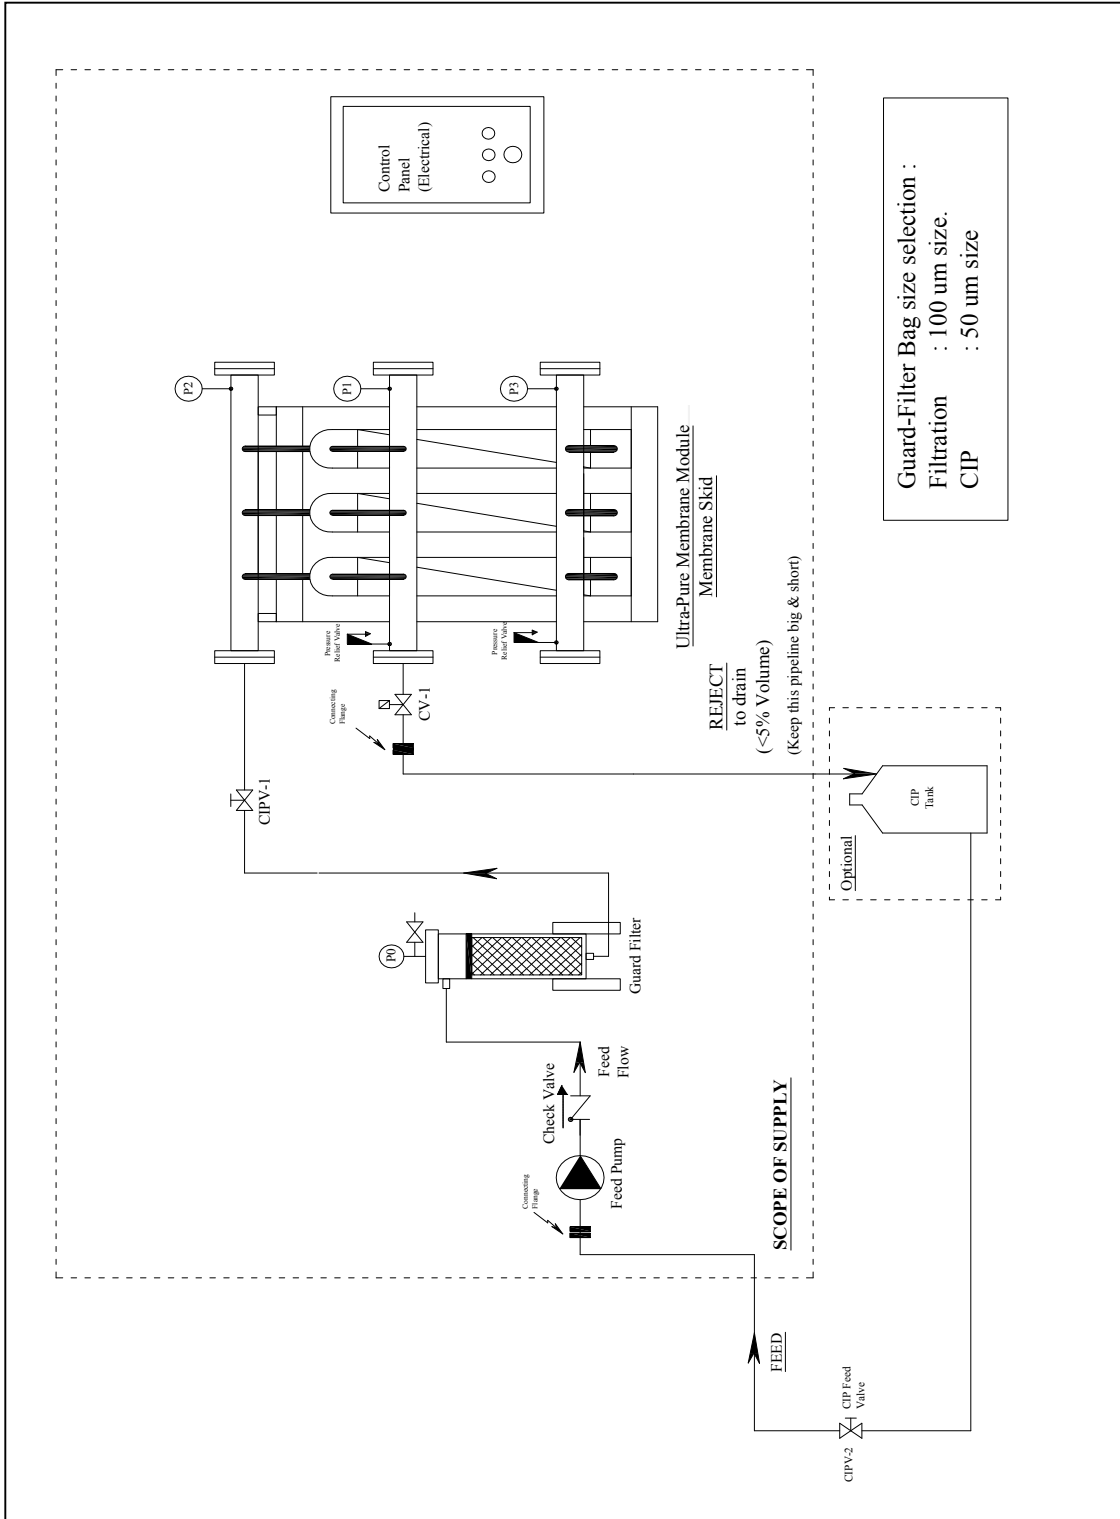 Control
Panel
(Electrical)
P2
P1
P3
Pressure
Relief Valve
Pressure
Relief Valve
Ultra-Pure Membrane Module
Membrane Skid
Guard-Filter Bag size selection :
Filtration : 100 um size.
CIP : 50 um size
Connecting
Flange
CV-1
REJECT
to drain
(<5% Volume)
(Keep this pipeline big & short)
CIPV-1
CIP
Tank
Optional
P0
Guard Filter
Feed
Flow
Check Valve
Feed Pump
Connecting
Flange
SCOPE OF SUPPLY
FEED
CIP Feed
Valve
CIPV-2